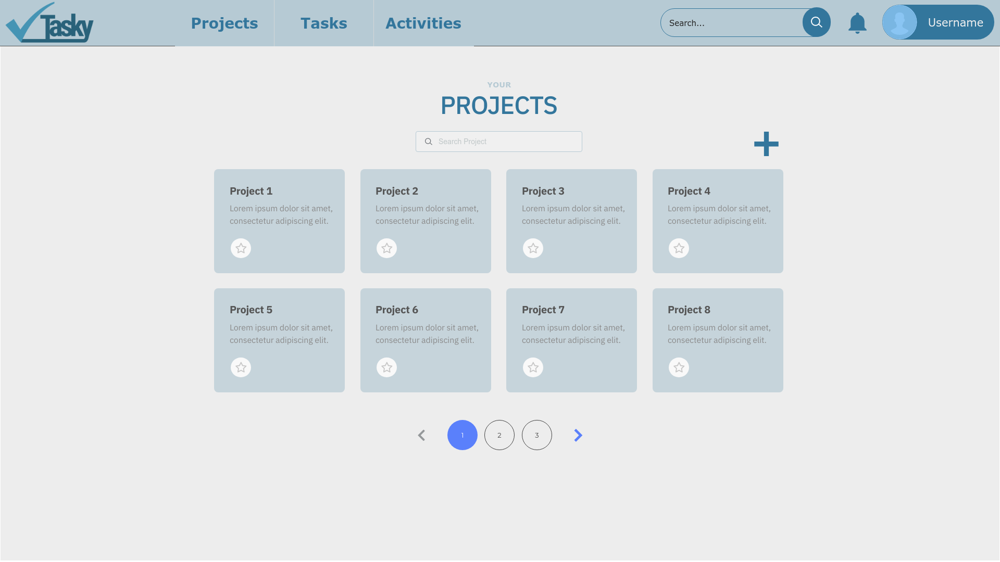 Tasky
Projects
Tasks
Activities
Search...
Username
YOUR
PROJECTS
Search Project
Project 1
Lorem ipsum dolor sit amet,
consectetur adipiscing elit.
Project 2
Lorem ipsum dolor sit amet,
consectetur adipiscing elit.
Project 3
Lorem ipsum dolor sit amet,
consectetur adipiscing elit.
Project 4
Lorem ipsum dolor sit amet,
consectetur adipiscing elit.
Project 5
Lorem ipsum dolor sit amet,
consectetur adipiscing elit.
Project 6
Lorem ipsum dolor sit amet,
consectetur adipiscing elit.
Project 7
Lorem ipsum dolor sit amet,
consectetur adipiscing elit.
Project 8
Lorem ipsum dolor sit amet,
consectetur adipiscing elit.
1
2
3